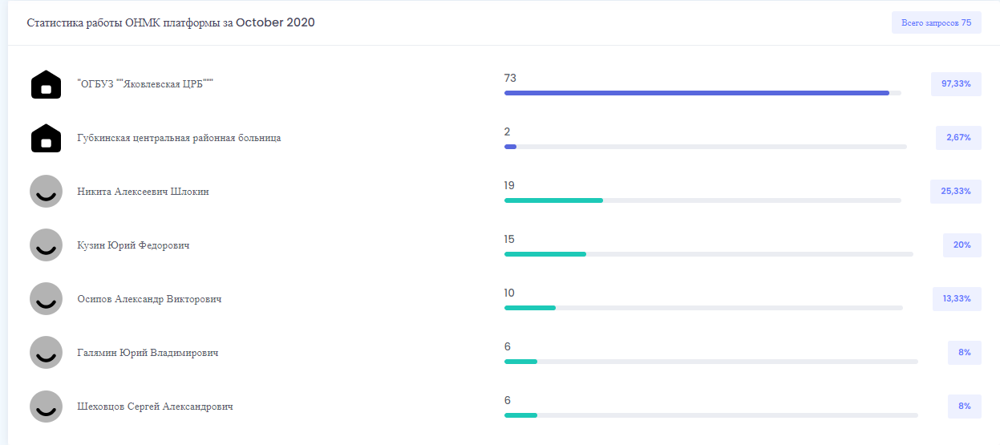 Статистика работы ОНМК платформы за October 2020
Всего запросов 75
"ОГБУЗ ""Яковлевская ЦРБ"""
73
97,33%
Губкинская центральная районная больница
2
2,67%
Никита Алексеевич Шлокин
19
25,33%
Кузин Юрий Федорович
15
20%
Осипов Александр Викторович
10
13,33%
Галямин Юрий Владимирович
6
8%
Шеховцов Сергей Александрович
6
8%